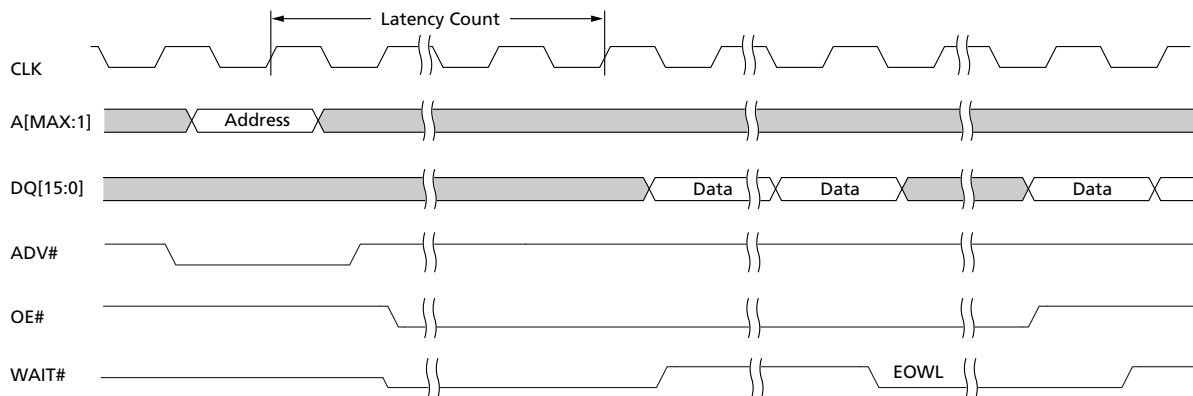 Latency Count
CLK
A[MAX:1] Address
DQ[15:0] Data Data Data
ADV#
OE#
WAIT# EOWL